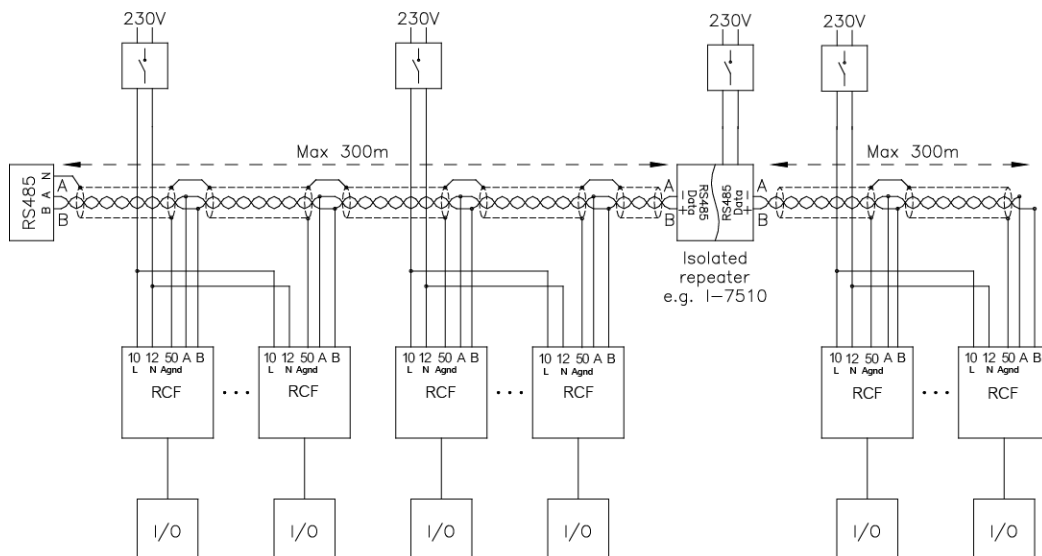 230V 230V 230V 230V
Max 300m Max 300m
RS485
N
A
B
A
B
A
B
RS485
Data
− +
RS485
Data
− +
A
B
Isolated
repeater
e.g. I-7510
10 12 50 A B 10 12 50 A B 10 12 50 A B 10 12 50 A B 10 12 50 A B 10 12 50 A B
L N Agnd L N Agnd L N Agnd L N Agnd L N Agnd L N Agnd
RCF ... RCF RCF ... RCF RCF ... RCF
I/O I/O I/O I/O I/O I/O